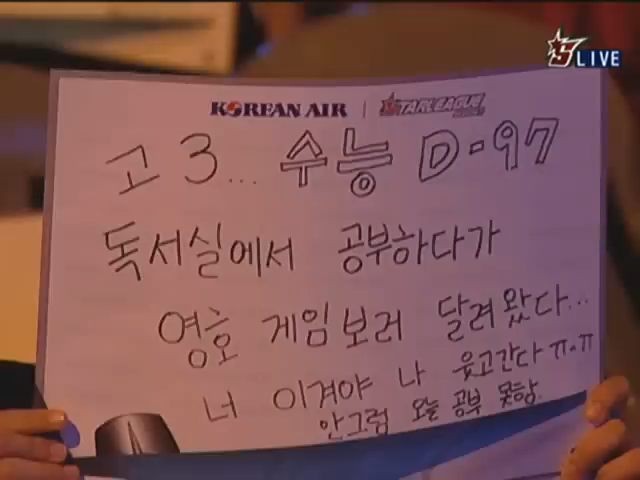 S LIVE
KOREAN AIR | STARLEAGUE
고3... 수능 D-97
독서실에서 공부하다가
영호 게임보러 달려왔다...
너 이겨야 나 웃고간다 ㅠ.ㅠ
안그럼 오늘 공부 못함.